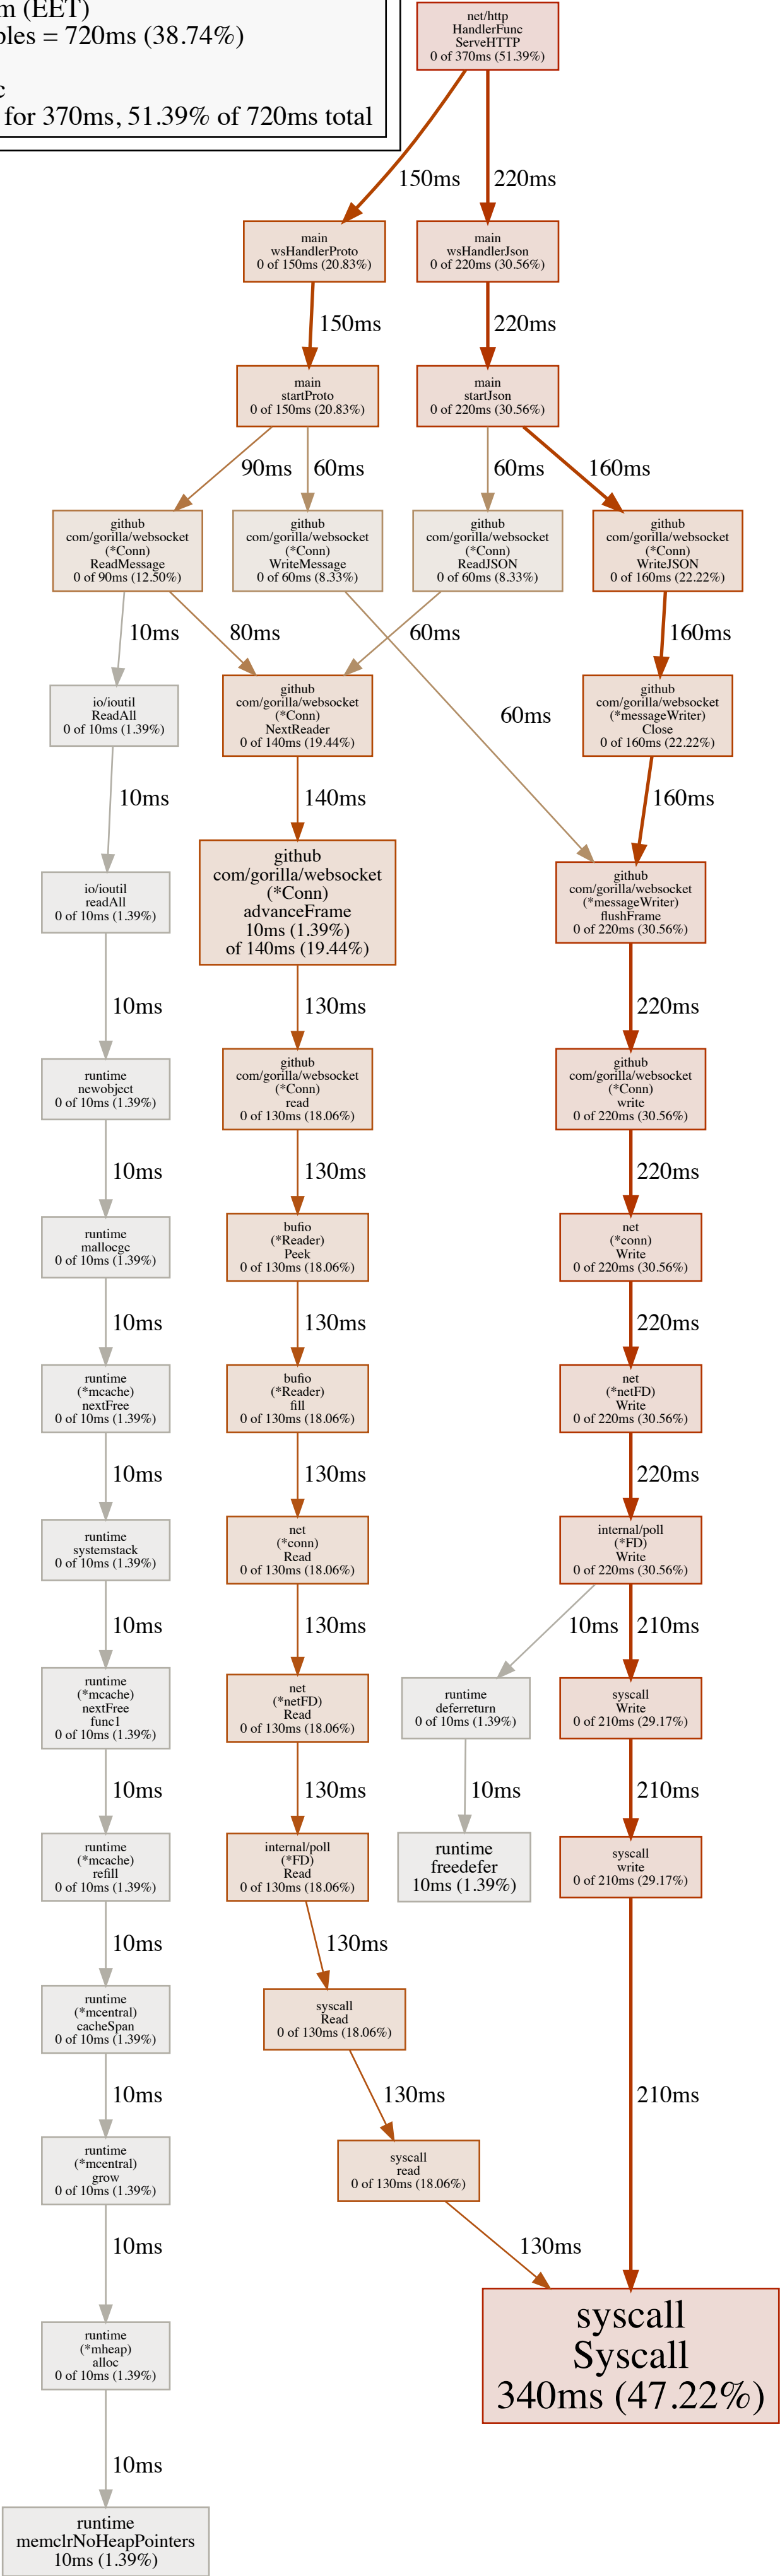 m (EET)
ples = 720ms (38.74%)
c
for 370ms, 51.39% of 720ms total
net/http
HandlerFunc
ServeHTTP
0 of 370ms (51.39%)
150ms
220ms
main
wsHandlerProto
0 of 150ms (20.83%)
main
wsHandlerJson
0 of 220ms (30.56%)
150ms
220ms
main
startProto
0 of 150ms (20.83%)
main
startJson
0 of 220ms (30.56%)
90ms
60ms
60ms
160ms
github
com/gorilla/websocket
(*Conn)
ReadMessage
0 of 90ms (12.50%)
github
com/gorilla/websocket
(*Conn)
WriteMessage
0 of 60ms (8.33%)
github
com/gorilla/websocket
(*Conn)
ReadJSON
0 of 60ms (8.33%)
github
com/gorilla/websocket
(*Conn)
WriteJSON
0 of 160ms (22.22%)
10ms
80ms
60ms
160ms
io/ioutil
ReadAll
0 of 10ms (1.39%)
github
com/gorilla/websocket
(*Conn)
NextReader
0 of 140ms (19.44%)
60ms
github
com/gorilla/websocket
(*messageWriter)
Close
0 of 160ms (22.22%)
10ms
140ms
160ms
io/ioutil
readAll
0 of 10ms (1.39%)
github
com/gorilla/websocket
(*Conn)
advanceFrame
10ms (1.39%)
of 140ms (19.44%)
github
com/gorilla/websocket
(*messageWriter)
flushFrame
0 of 220ms (30.56%)
10ms
130ms
220ms
runtime
newobject
0 of 10ms (1.39%)
github
com/gorilla/websocket
(*Conn)
read
0 of 130ms (18.06%)
github
com/gorilla/websocket
(*Conn)
write
0 of 220ms (30.56%)
10ms
130ms
220ms
runtime
mallocgc
0 of 10ms (1.39%)
bufio
(*Reader)
Peek
0 of 130ms (18.06%)
net
(*conn)
Write
0 of 220ms (30.56%)
10ms
130ms
220ms
runtime
(*mcache)
nextFree
0 of 10ms (1.39%)
bufio
(*Reader)
fill
0 of 130ms (18.06%)
net
(*netFD)
Write
0 of 220ms (30.56%)
10ms
130ms
220ms
runtime
systemstack
0 of 10ms (1.39%)
net
(*conn)
Read
0 of 130ms (18.06%)
internal/poll
(*FD)
Write
0 of 220ms (30.56%)
10ms
130ms
10ms
210ms
runtime
(*mcache)
nextFree
func1
0 of 10ms (1.39%)
net
(*netFD)
Read
0 of 130ms (18.06%)
runtime
deferreturn
0 of 10ms (1.39%)
syscall
Write
0 of 210ms (29.17%)
10ms
130ms
10ms
210ms
runtime
(*mcache)
refill
0 of 10ms (1.39%)
internal/poll
(*FD)
Read
0 of 130ms (18.06%)
runtime
freedefer
10ms (1.39%)
syscall
write
0 of 210ms (29.17%)
10ms
130ms
runtime
(*mcentral)
cacheSpan
0 of 10ms (1.39%)
syscall
Read
0 of 130ms (18.06%)
10ms
130ms
210ms
runtime
(*mcentral)
grow
0 of 10ms (1.39%)
syscall
read
0 of 130ms (18.06%)
10ms
130ms
runtime
(*mheap)
alloc
0 of 10ms (1.39%)
syscall
Syscall
340ms (47.22%)
10ms
runtime
memclrNoHeapPointers
10ms (1.39%)